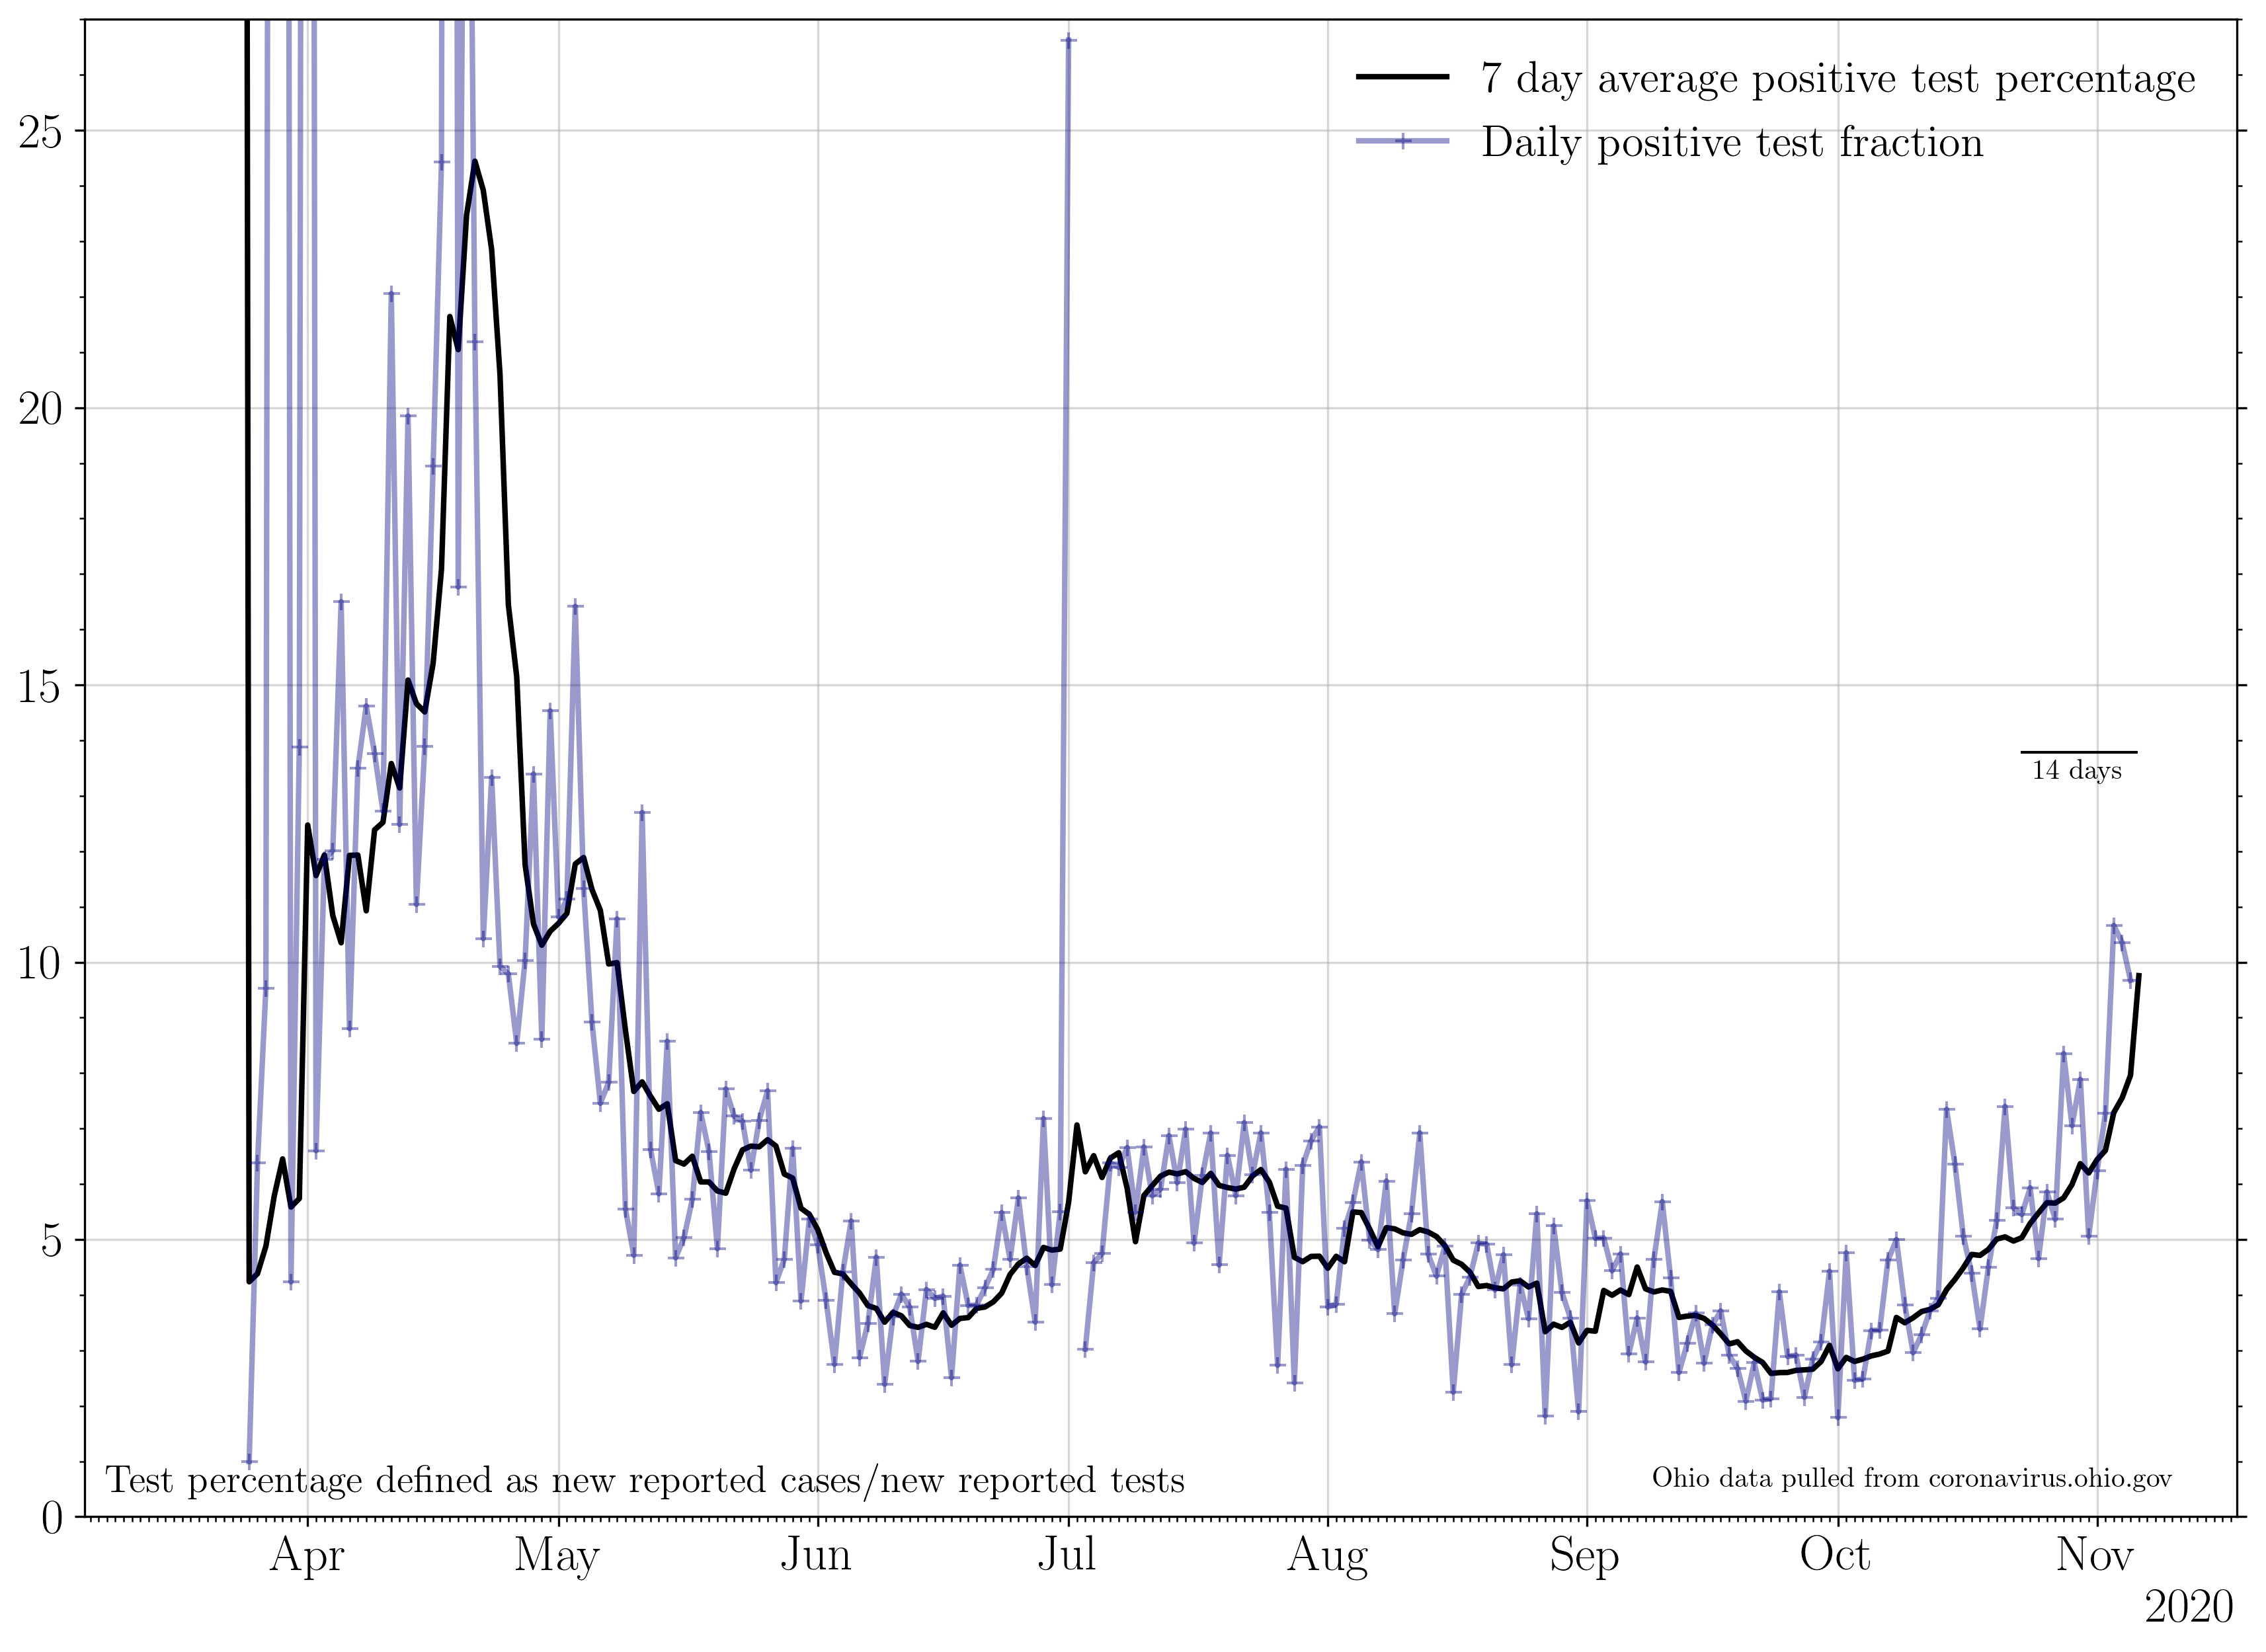 7 day average positive test percentage
Daily positive test fraction
25
20
15
10
5
0
14 days
Test percentage defined as new reported cases/new reported tests
Ohio data pulled from coronavirus.ohio.gov
Apr May Jun Jul Aug Sep Oct Nov
2020